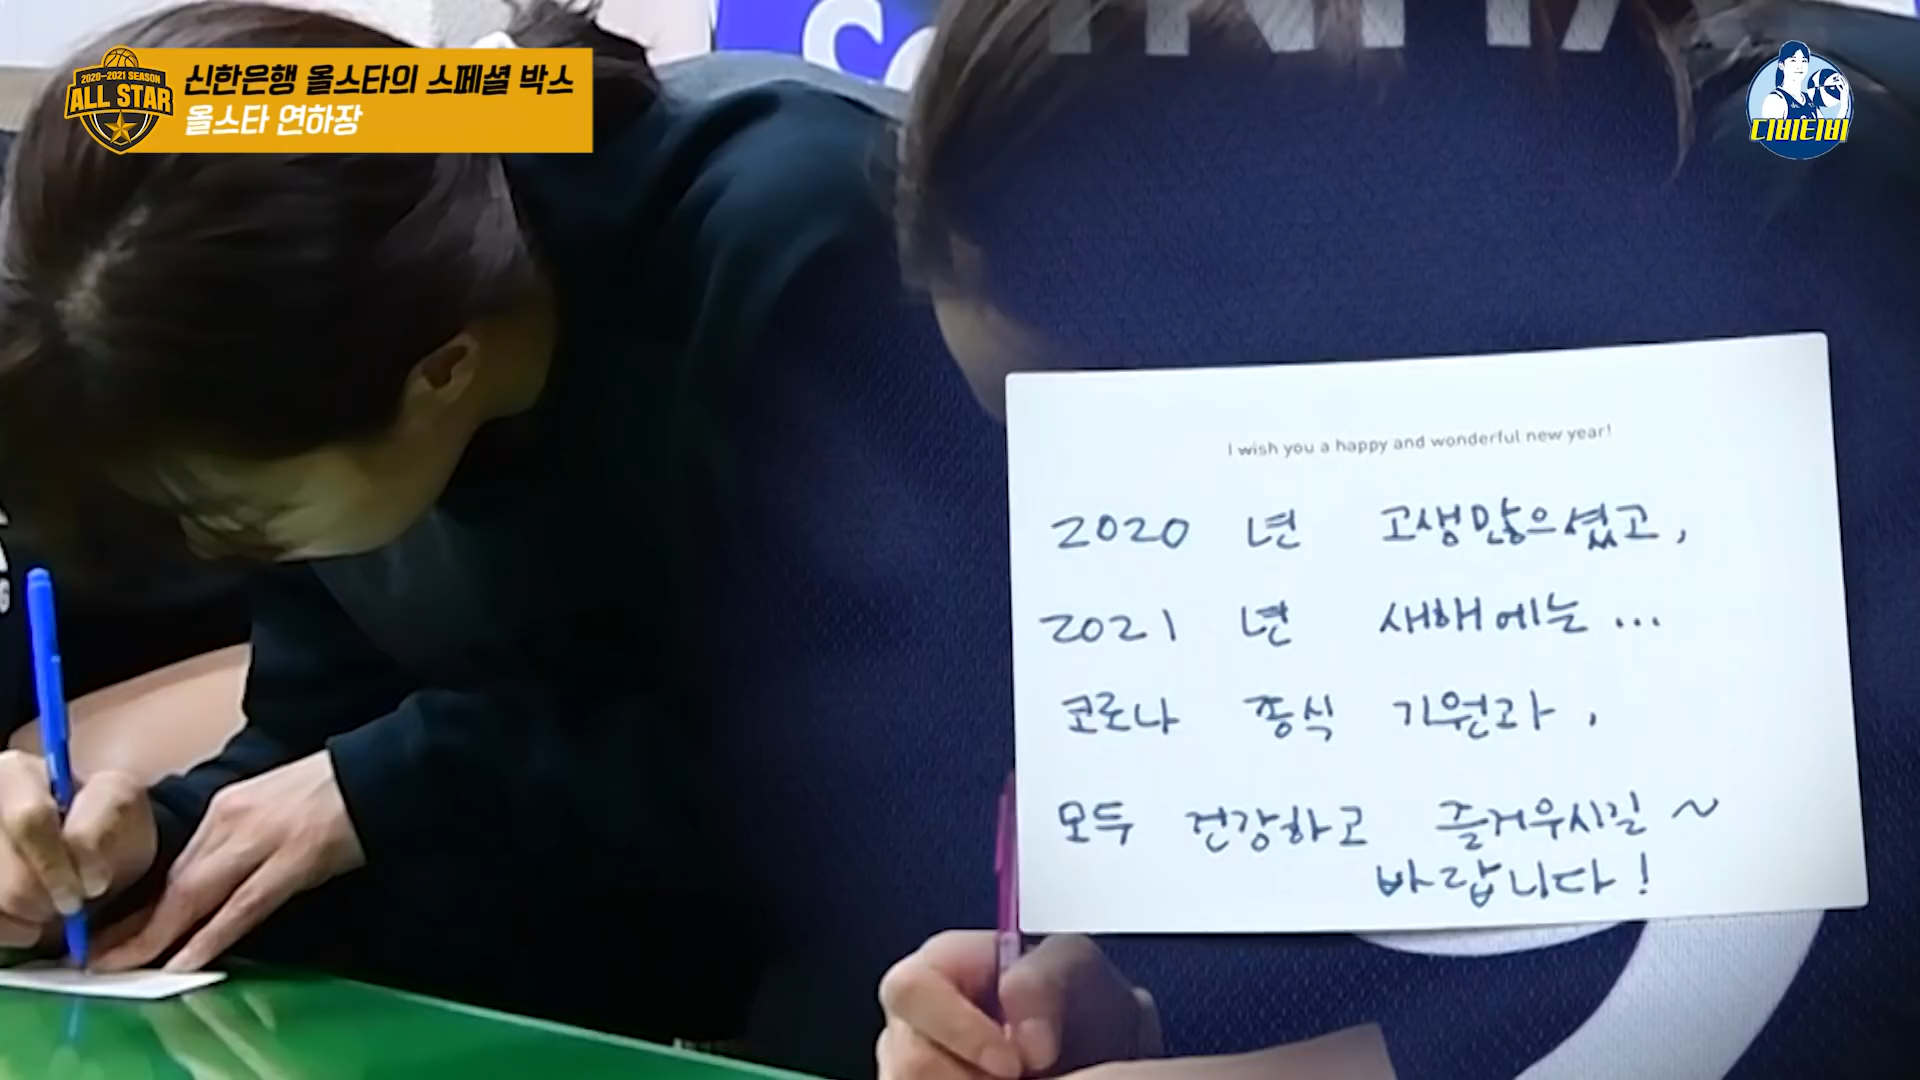 2020-2021 SEASON
ALL STAR
신한은행 올스타의 스페셜 박스
올스타 연하장
디비티비
I wish you a happy and wonderful new year!
2020 년 고생많으셨고,
2021 년 새해에는...
코로나 종식 기원과,
모두 건강하고 즐거우시길~
바랍니다!